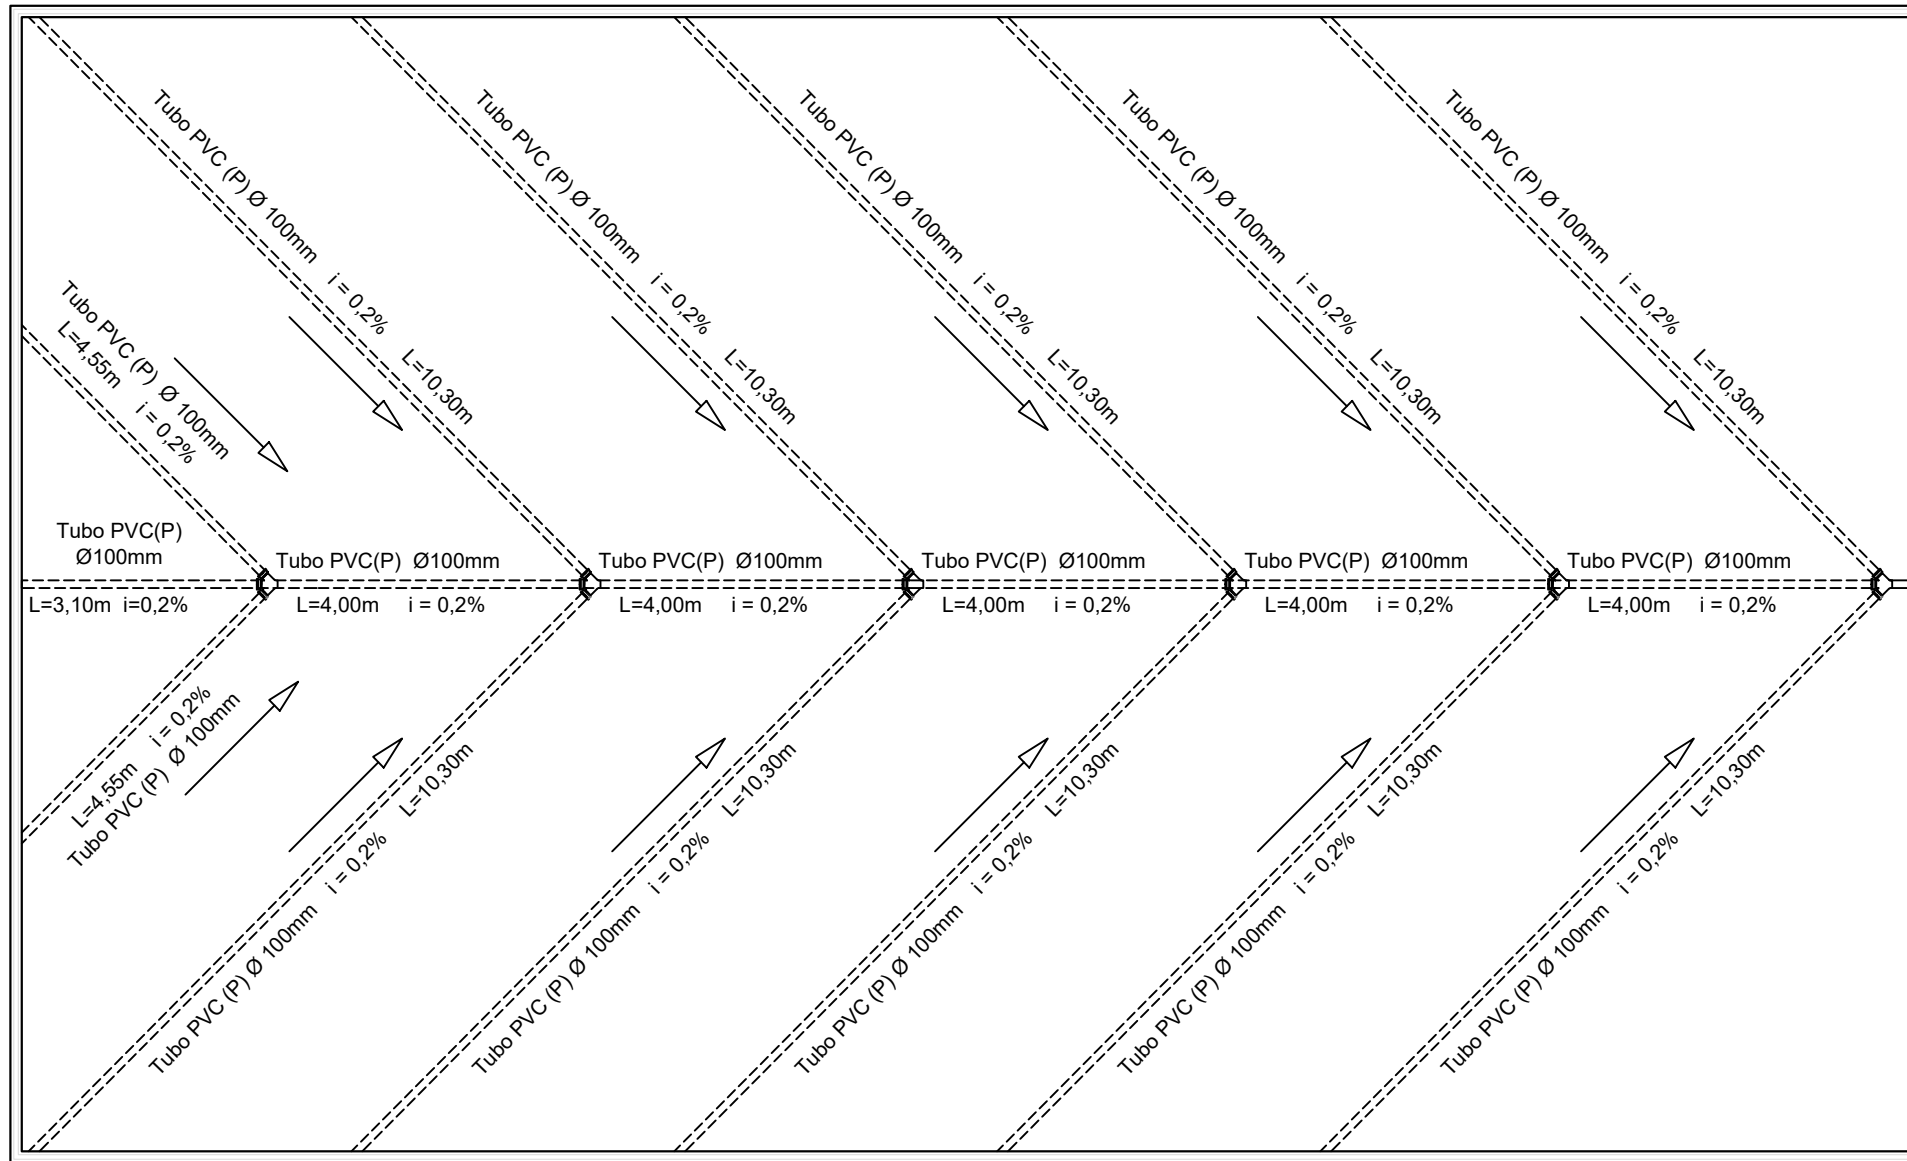 Tubo PVC (P) Ø 100mm i = 0,2% L=10,30m
Tubo PVC (P) Ø 100mm i = 0,2% L=10,30m
Tubo PVC (P) Ø 100mm i = 0,2% L=10,30m
Tubo PVC (P) Ø 100mm i = 0,2% L=10,30m
Tubo PVC (P) Ø 100mm i = 0,2% L=10,30m
Tubo PVC (P) Ø 100mm
L=4,55m i = 0,2%
Tubo PVC(P)
Ø100mm
L=3,10m i=0,2%
Tubo PVC(P) Ø100mm
L=4,00m i = 0,2%
Tubo PVC(P) Ø100mm
L=4,00m i = 0,2%
Tubo PVC(P) Ø100mm
L=4,00m i = 0,2%
Tubo PVC(P) Ø100mm
L=4,00m i = 0,2%
Tubo PVC(P) Ø100mm
L=4,00m i = 0,2%
L=4,55m i = 0,2%
Tubo PVC (P) Ø 100mm
Tubo PVC (P) Ø 100mm i = 0,2% L=10,30m
Tubo PVC (P) Ø 100mm i = 0,2% L=10,30m
Tubo PVC (P) Ø 100mm i = 0,2% L=10,30m
Tubo PVC (P) Ø 100mm i = 0,2% L=10,30m
Tubo PVC (P) Ø 100mm i = 0,2% L=10,30m